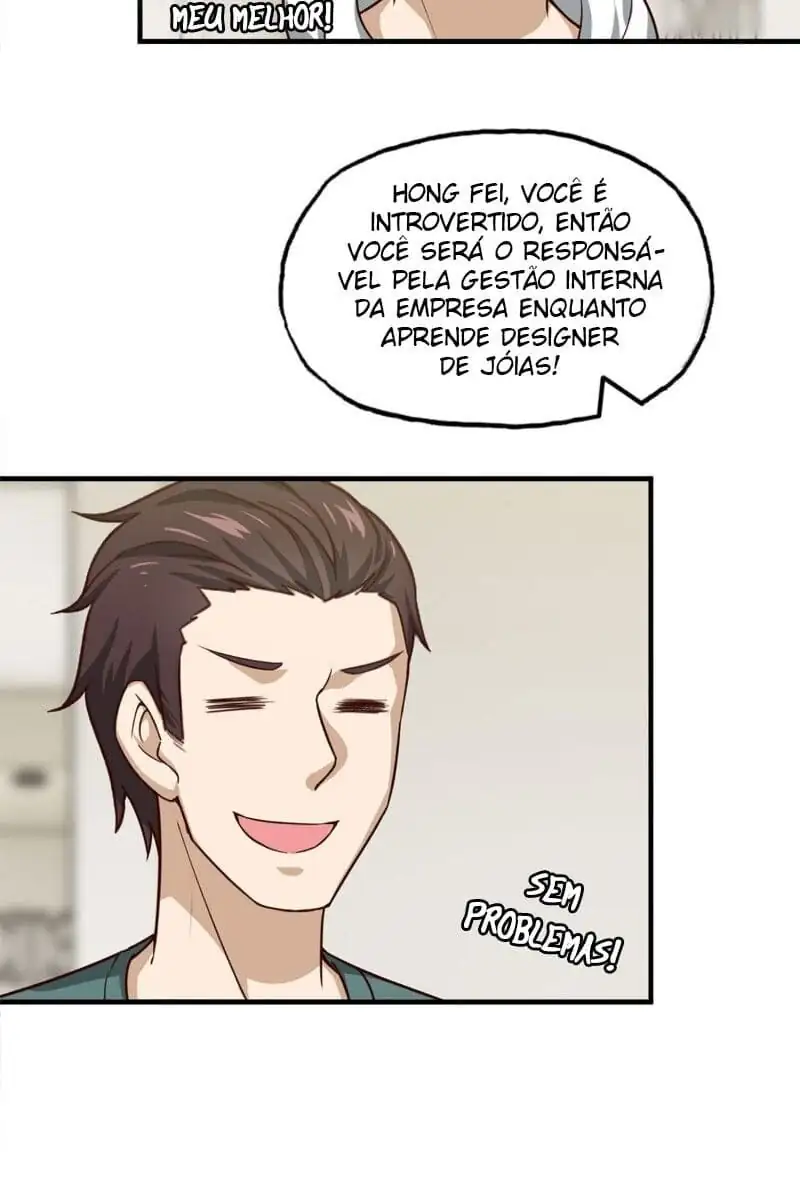 MEU MELHOR!
HONG FEI, VOCÊ É
INTROVERTIDO, ENTÃO
VOCÊ SERÁ O RESPONSÁ-
VEL PELA GESTÃO INTERNA
DA EMPRESA ENQUANTO
APRENDE DESIGNER
DE JÓIAS!
SEM
PROBLEMAS!